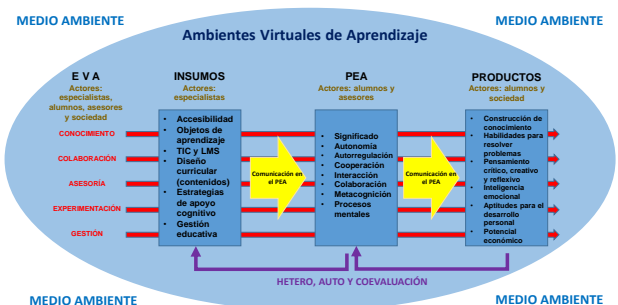 MEDIO AMBIENTE
MEDIO AMBIENTE
Ambientes Virtuales de Aprendizaje
E V A
Actores:
especialistas,
alumnos, asesores
y sociedad
INSUMOS
Actores:
especialistas
PEA
Actores: alumnos y
asesores
PRODUCTOS
Actores: alumnos y
sociedad
CONOCIMIENTO
COLABORACIÓN
ASESORÍA
EXPERIMENTACIÓN
GESTIÓN
• Accesibilidad
• Objetos de
aprendizaje
• TIC y LMS
• Diseño
curricular
(contenidos)
• Estrategias
de apoyo
cognitivo
• Gestión
educativa
Comunicación en
el PEA
• Significado
• Autonomía
• Autorregulación
• Cooperación
• Interacción
• Colaboración
• Metacognición
• Procesos
mentales
Comunicación en
el PEA
• Construcción de
conocimiento
• Habilidades para
resolver
problemas
• Pensamiento
crítico, creativo y
reflexivo
• Inteligencia
emocional
• Aptitudes para el
desarrollo
personal
• Potencial
económico
HETERO, AUTO Y COEVALUACIÓN
MEDIO AMBIENTE
MEDIO AMBIENTE